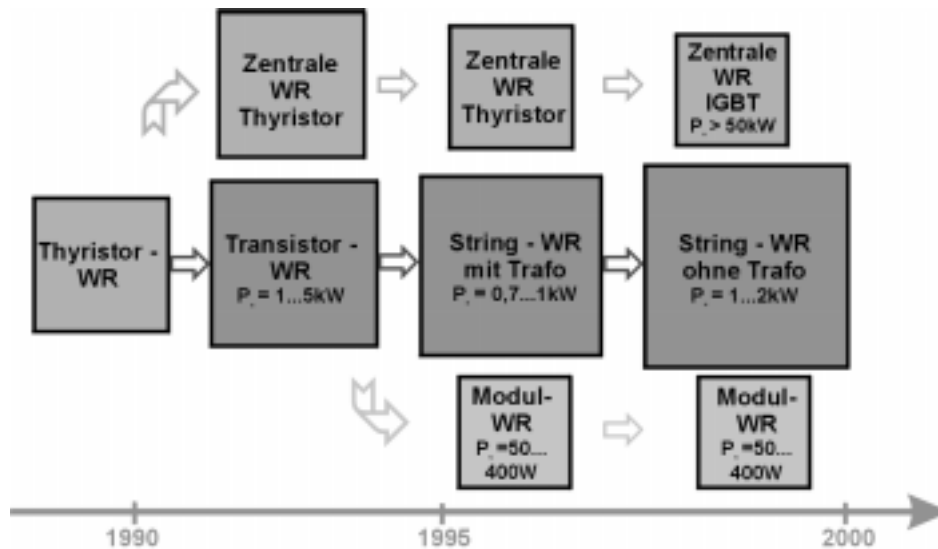 Zentrale
WR
Thyristor
Zentrale
WR
Thyristor
Zentrale
WR
IGBT
P > 50kW
Thyristor -
WR
Transistor -
WR
P = 1...5kW
String - WR
mit Trafo
P = 0,7...1kW
String - WR
ohne Trafo
P = 1...2kW
Modul-
WR
P =50...
400W
Modul-
WR
P =50...
400W
1990
1995
2000